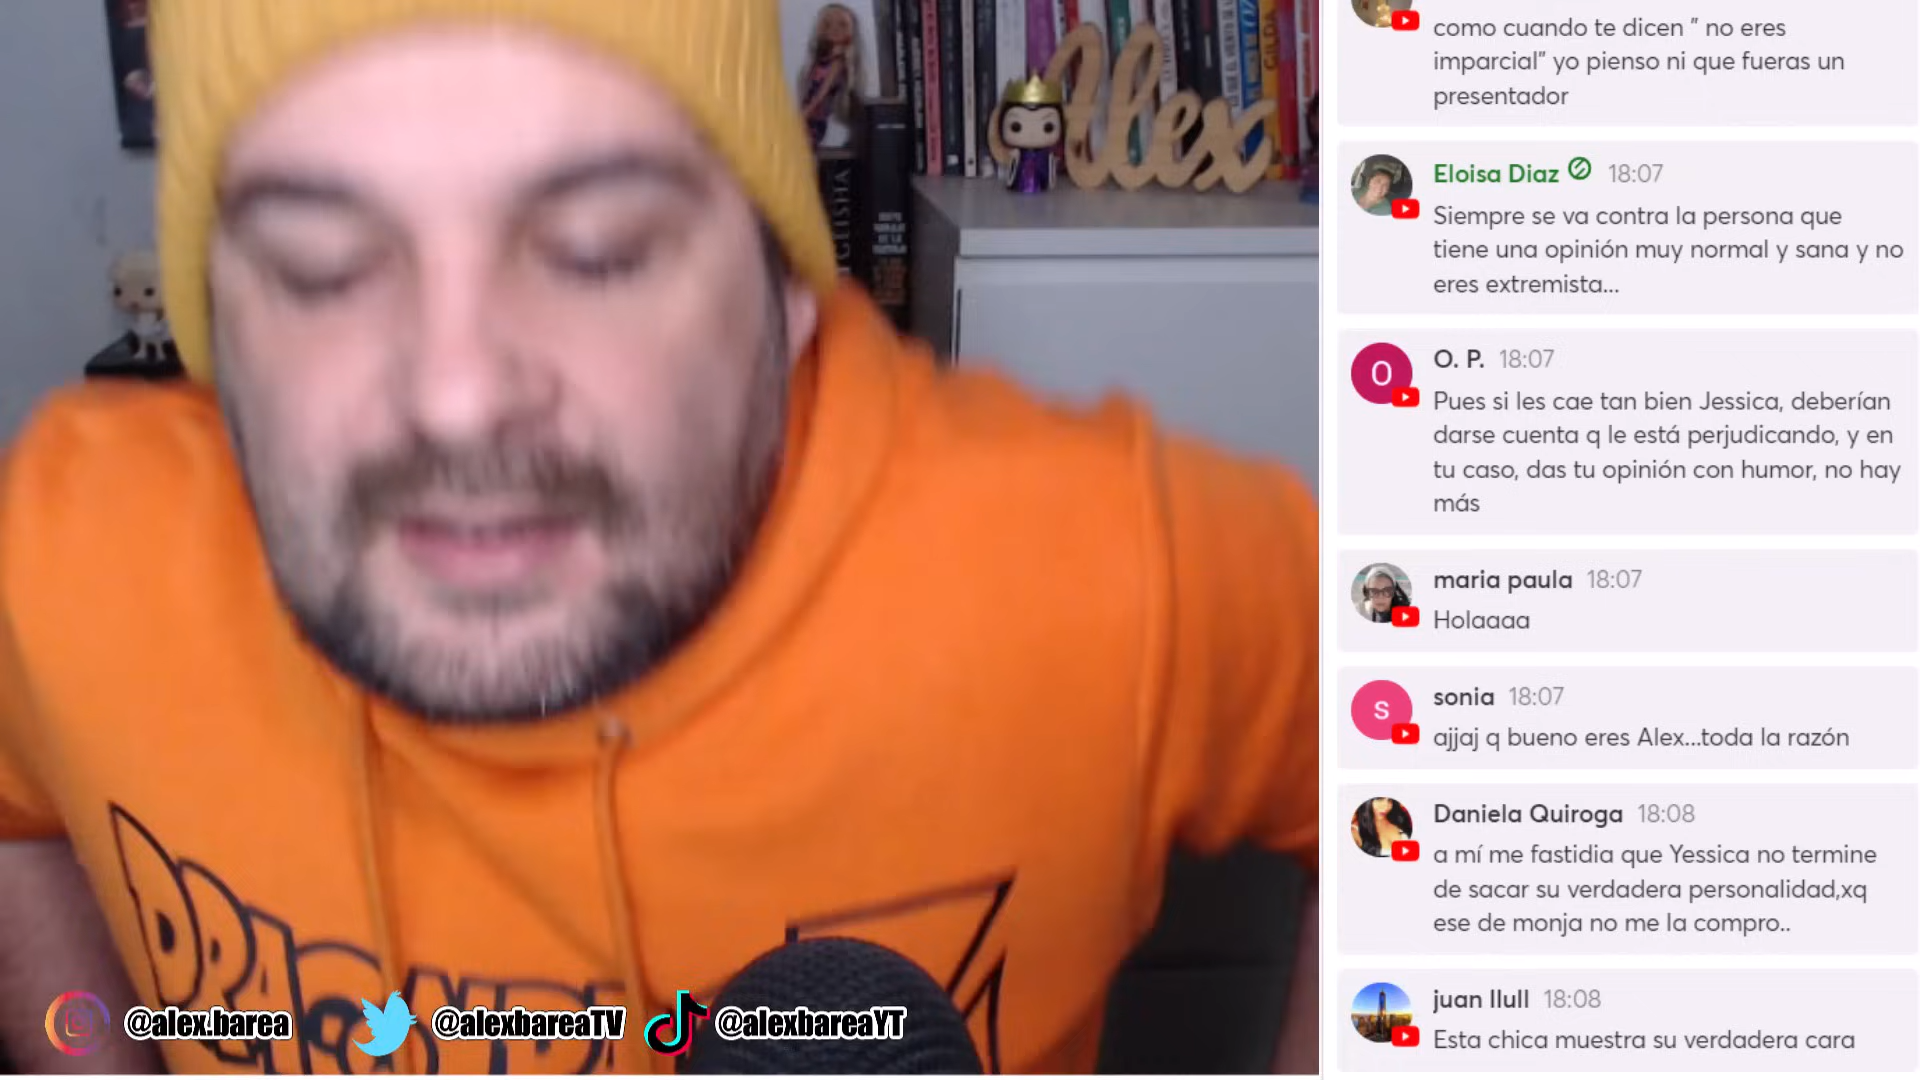 como cuando te dicen " no eres
imparcial" yo pienso ni que fueras un
presentador
Eloisa Diaz 18:07
Siempre se va contra la persona que
tiene una opinión muy normal y sana y no
eres extremista...
O O. P. 18:07
Pues si les cae tan bien Jessica, deberían
darse cuenta q le está perjudicando, y en
tu caso, das tu opinión con humor, no hay
más
maria paula 18:07
Holaaaa
s sonia 18:07
ajjaj q bueno eres Alex...toda la razón
Daniela Quiroga 18:08
a mí me fastidia que Yessica no termine
de sacar su verdadera personalidad,xq
ese de monja no me la compro..
juan llull 18:08
Esta chica muestra su verdadera cara
Alex
GILDA
@alex.barea @alexbareaTV @alexbareaYT